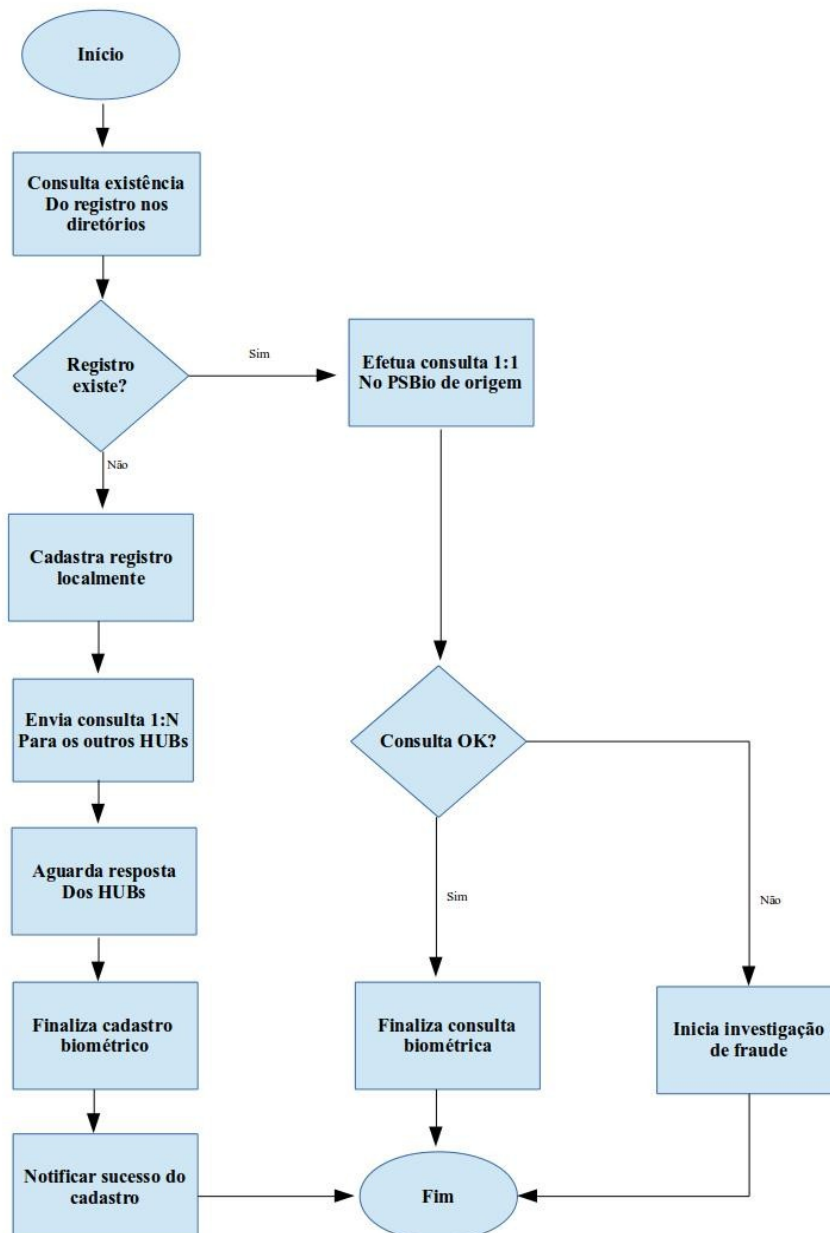 Início
Consulta existência
Do registro nos
diretórios
Registro
existe?
Sim
Efetua consulta 1:1
No PSBio de origem
Não
Cadastra registro
localmente
Envia consulta 1:N
Para os outros HUBs
Consulta OK?
Aguarda resposta
Dos HUBs
Sim
Não
Finaliza cadastro
biométrico
Finaliza consulta
biométrica
Inicia investigação
de fraude
Notificar sucesso do
cadastro
Fim